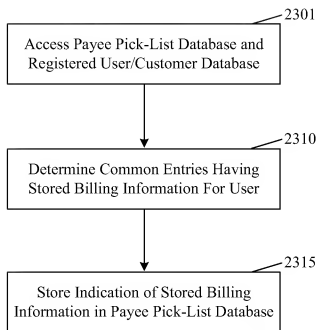 2301
Access Payee Pick-List Database and
Registered User/Customer Database
2310
Determine Common Entries Having
Stored Billing Information For User
2315
Store Indication of Stored Billing
Information in Payee Pick-List Database